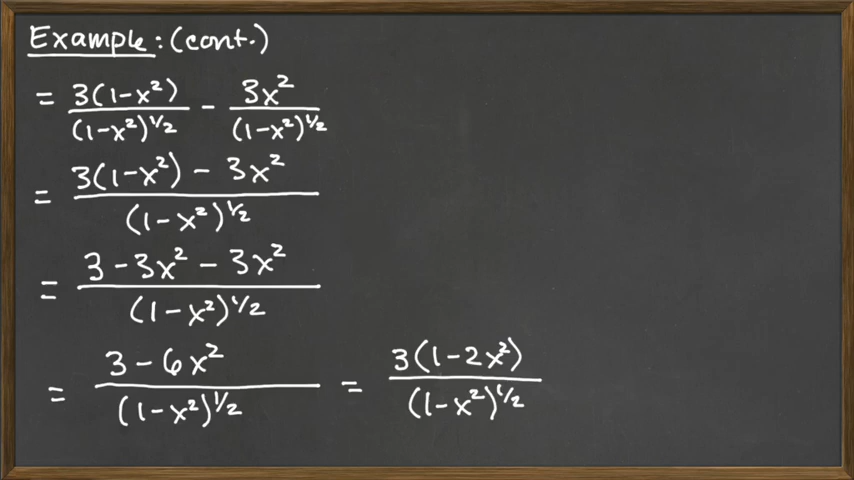 Example: (cont.)
= 3(1-x²)/(1-x²)^1/2 - 3x²/(1-x²)^1/2
= 3(1-x²) - 3x²/(1-x²)^1/2
= 3-3x² - 3x²/(1-x²)^1/2
= 3-6x²/(1-x²)^1/2 = 3(1-2x²)/(1-x²)^1/2